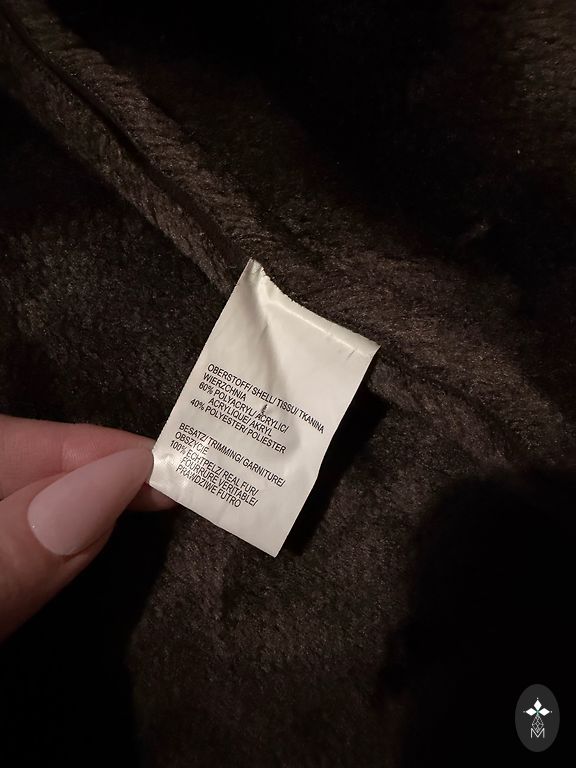 OBERSTOFF/ SHELL/ TISSU/ TKANINA
WIERZCHNIA
60% POLYACRYL/ACRYLIC/
ACRYLIQUE/AKRYL
40% POLYESTER/POLIESTER
BESATZ/TRIMMING/GARNITURE/
OBSZYCIE
100% ECHTPELZ/ REAL FUR/
FOURRURE VERITABLE/
PRAWDZIWE FUTRO
M